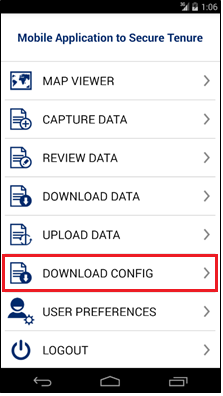 1:06
Mobile Application to Secure Tenure
MAP VIEWER
CAPTURE DATA
REVIEW DATA
DOWNLOAD DATA
UPLOAD DATA
DOWNLOAD CONFIG
USER PREFERENCES
LOGOUT